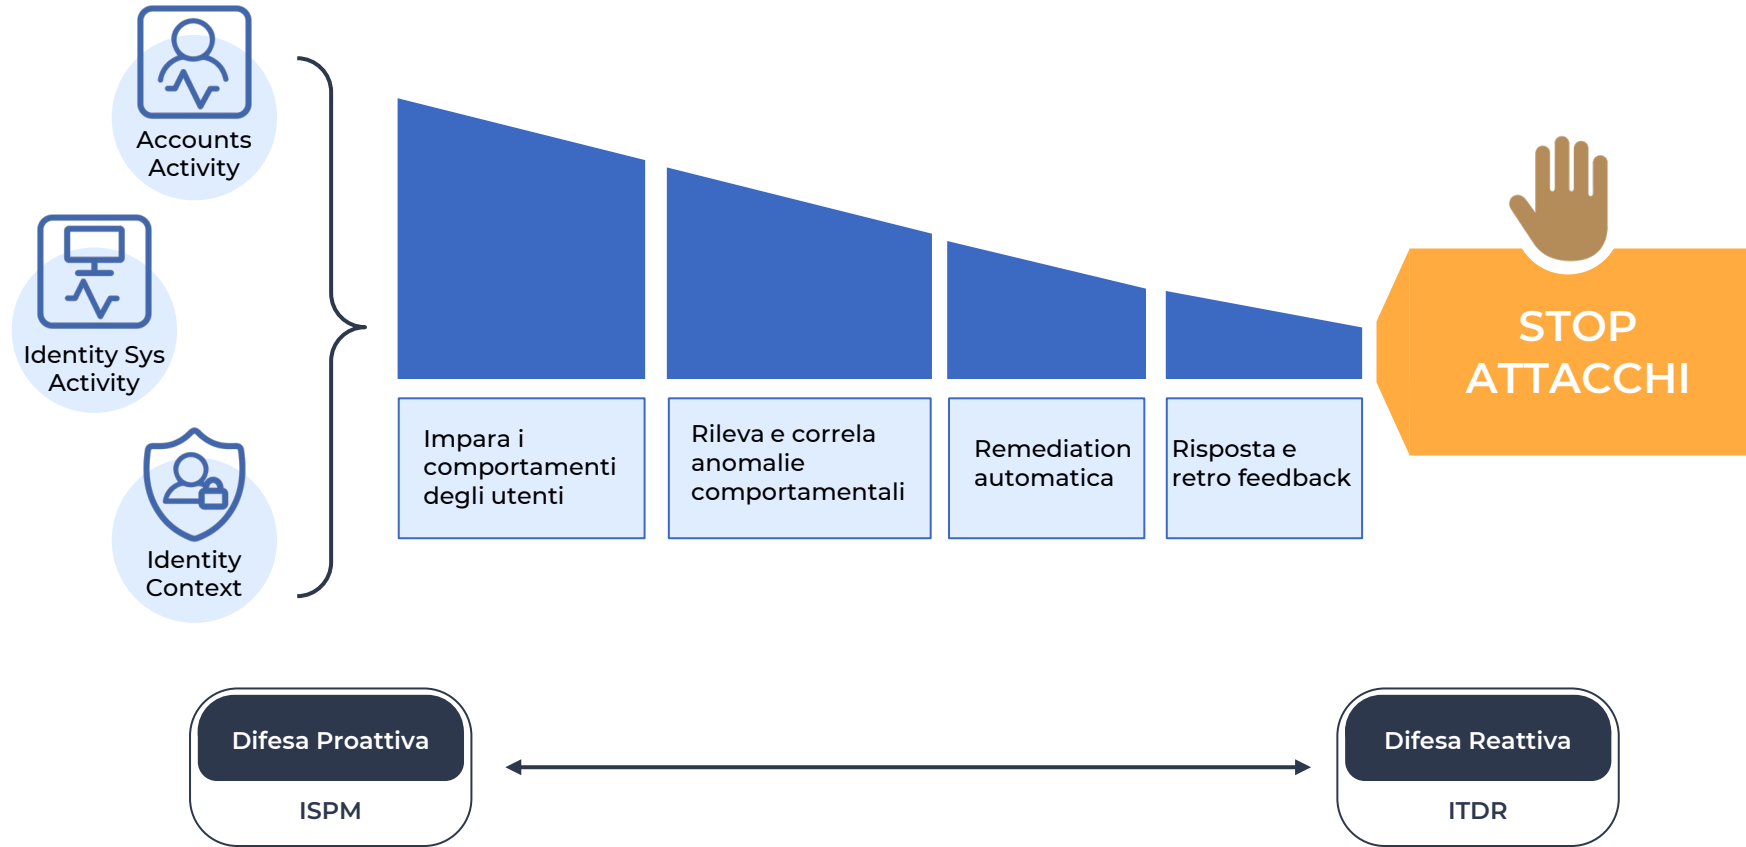 Accounts
Activity
Identity Sys
Activity
Identity
Context
Impara i
comportamenti
degli utenti
Rileva e correla
anomalie
comportamentali
Remediation
automatica
Risposta e
retro feedback
STOP
ATTACCHI
Difesa Proattiva
ISPM
Difesa Reattiva
ITDR